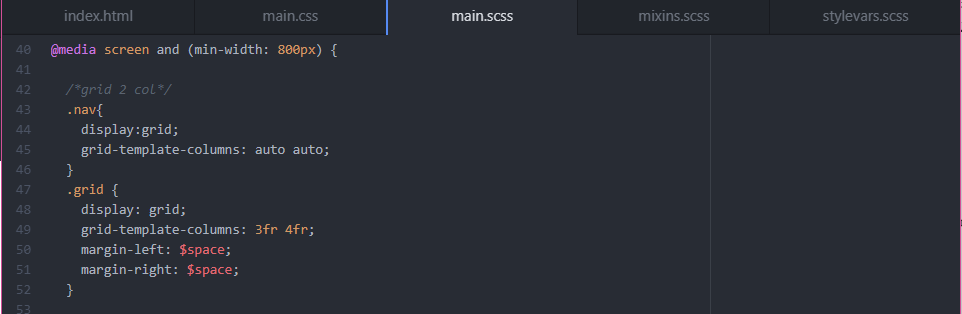 index.html main.css main.scss mixins.scss stylevars.scss
40 @media screen and (min-width: 800px) {
41
42 /*grid 2 col*/
43 .nav{
44 display:grid;
45 grid-template-columns: auto auto;
46 }
47 .grid {
48 display: grid;
49 grid-template-columns: 3fr 4fr;
50 margin-left: $space;
51 margin-right: $space;
52 }
53